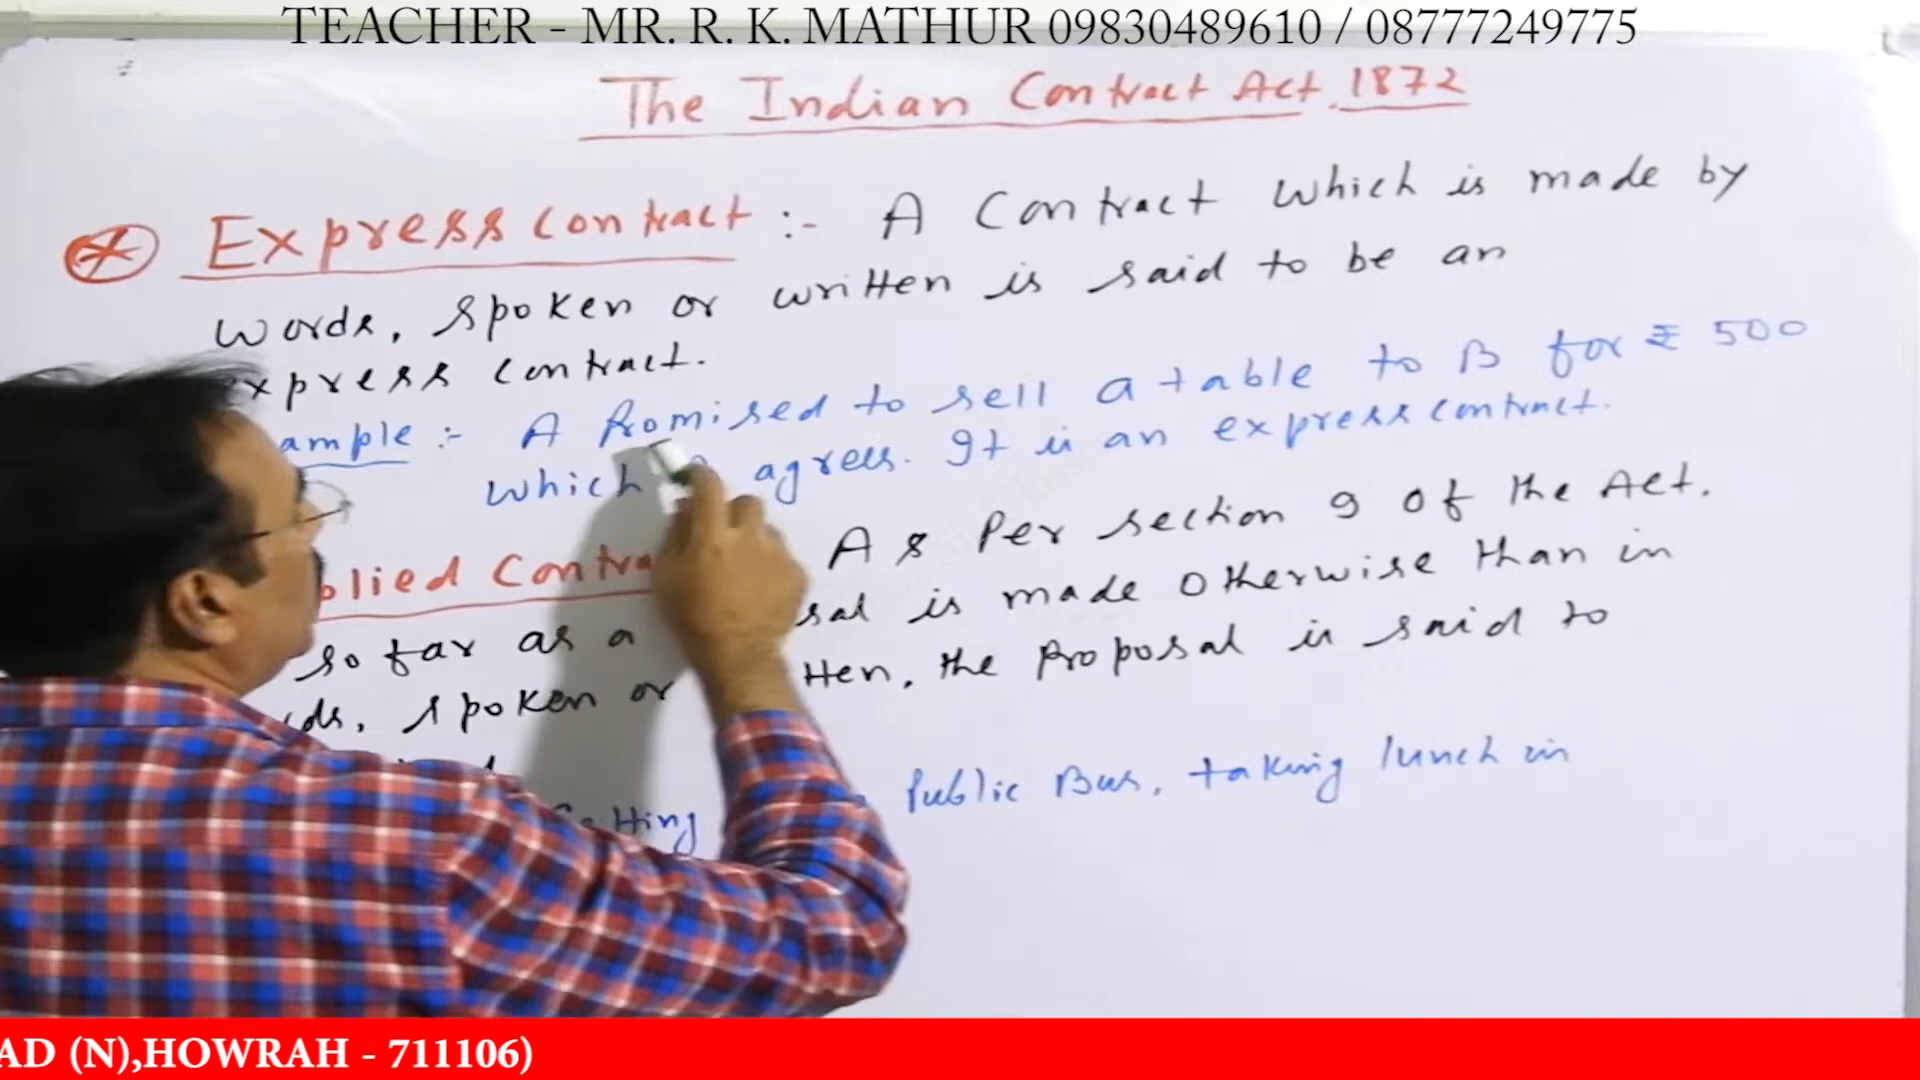 TEACHER - MR. R. K. MATHUR 09830489610 / 08777249775
The Indian Contract Act. 1872
Express contract :- A Contract which is made by
words, spoken or written is said to be an
xpress contract.
ample :- A Promised to sell a table to B for ₹ 500
which agrees. It is an express contract.
plied Contra As Per section 9 of the Act.
so far as a sal is made otherwise than in
ds, spoken or tten, the proposal is said to
Public Bus, taking lunch in
AD (N),HOWRAH - 711106)